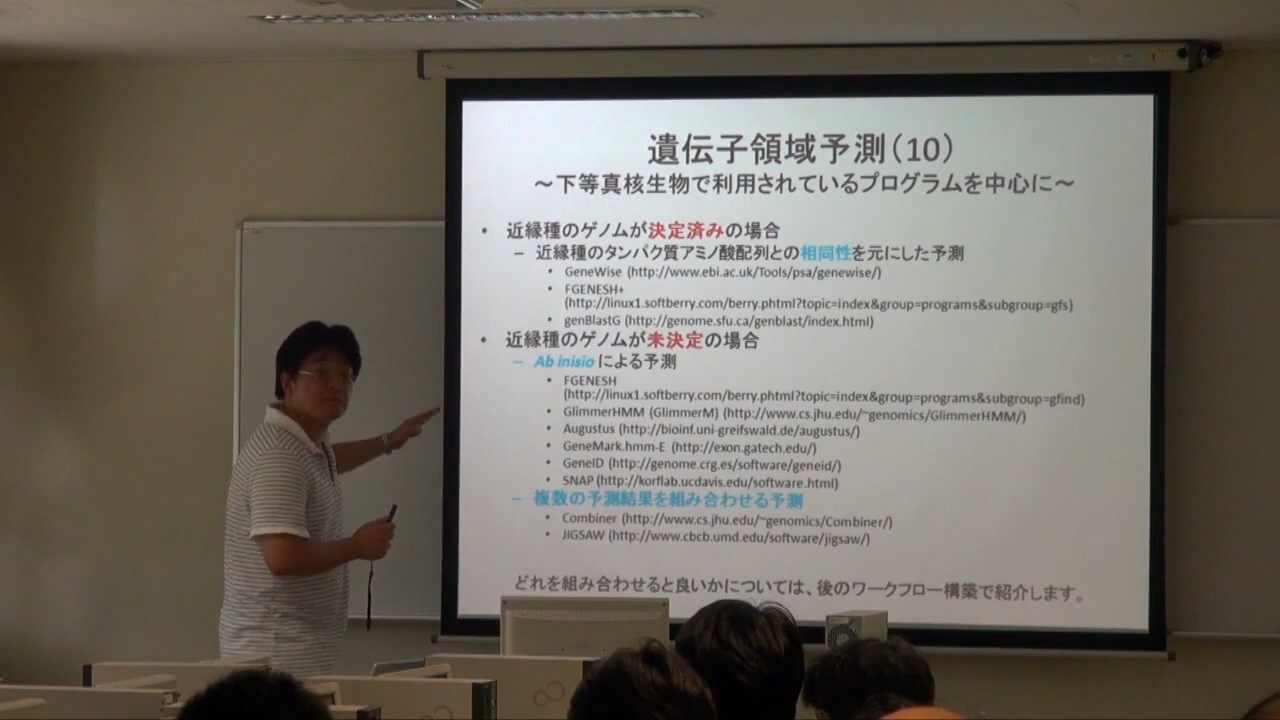 遺伝子領域予測（10）
～下等真核生物で利用されているプログラムを中心に～
• 近縁種のゲノムが決定済みの場合
– 近縁種のタンパク質アミノ酸配列との相同性を元にした予測
• GeneWise (http://www.ebi.ac.uk/Tools/psa/genewise/)
• FGENESH+
(http://linux1.softberry.com/berry.phtml?topic=index&group=programs&subgroup=gfs)
• genBlastG (http://genome.sfu.ca/genblast/index.html)
• 近縁種のゲノムが未決定の場合
– Ab inisio による予測
• FGENESH
(http://linux1.softberry.com/berry.phtml?topic=index&group=programs&subgroup=gfind)
• GlimmerHMM (GlimmerM) (http://www.cs.jhu.edu/~genomics/GlimmerHMM/)
• Augustus (http://bioinf.uni-greifswald.de/augustus/)
• GeneMark.hmm-E (http://exon.gatech.edu/)
• GeneID (http://genome.crg.es/software/geneid/)
• SNAP (http://korflab.ucdavis.edu/software.html)
– 複数の予測結果を組み合わせる予測
• Combiner (http://www.cs.jhu.edu/~genomics/Combiner/)
• JIGSAW (http://www.cbcb.umd.edu/software/jigsaw/)
どれを組み合わせると良いかについては、後のワークフロー構築で紹介します。